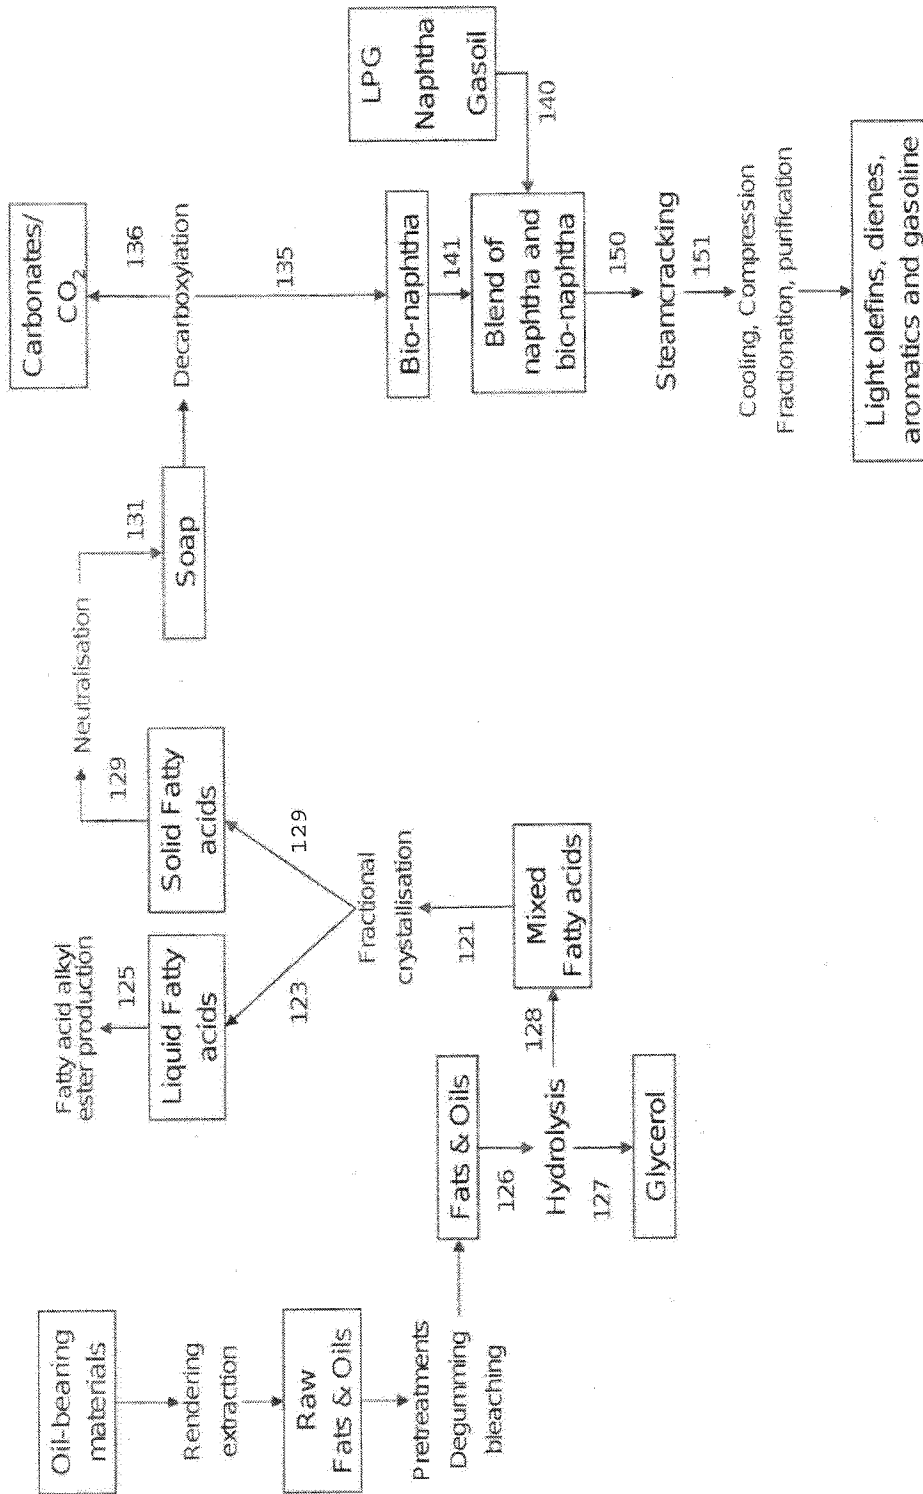 Oil-bearing
materials
Rendering
extraction
Raw
Fats & Oils
Pretreatments
Degumming
bleaching
Fats & Oils
126
Hydrolysis
127
Glycerol
128
Mixed
Fatty acids
121
Fractional
crystallisation
123
129
Liquid Fatty
acids
125
Fatty acid alkyl
ester production
Solid Fatty
acids
129
Neutralisation
131
Soap
Decarboxylation
136
Carbonates/
CO2
135
Bio-naphtha
141
LPG
Naphtha
Gasoil
140
Blend of
naphtha and
bio-naphtha
150
Steamcracking
151
Cooling, Compression
Fractionation, purification
Light olefins, dienes,
aromatics and gasoline